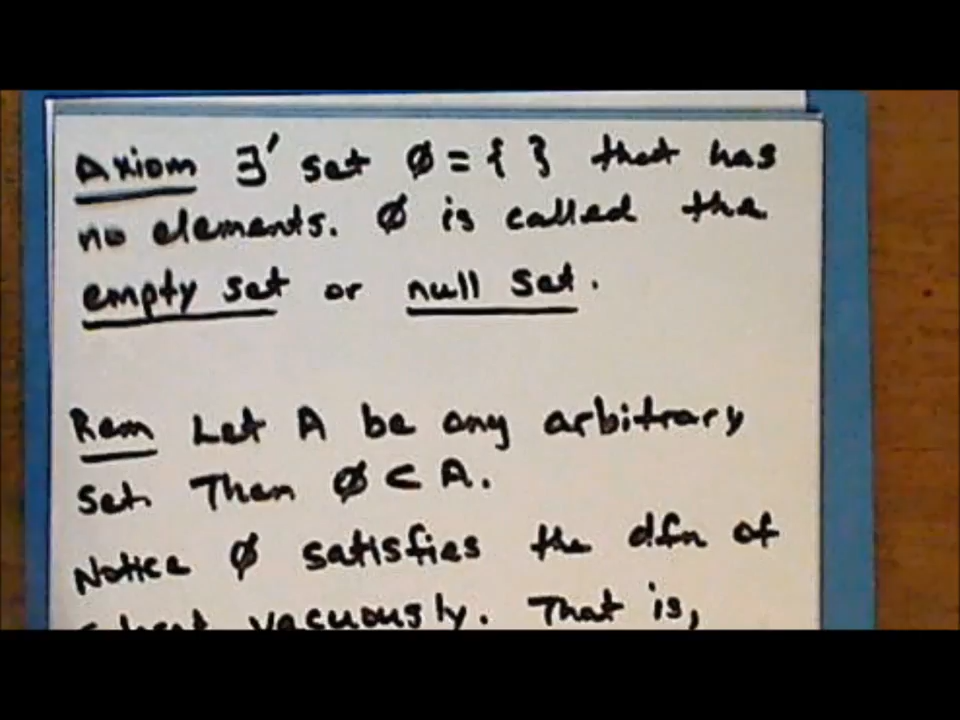 Axiom ∃' set ∅ = { } that has
no elements. ∅ is called the
empty set or null set.
Rem Let A be any arbitrary
set. Then ∅ ⊂ A.
Notice ∅ satisfies the dfn of
subset vacuously. That is,